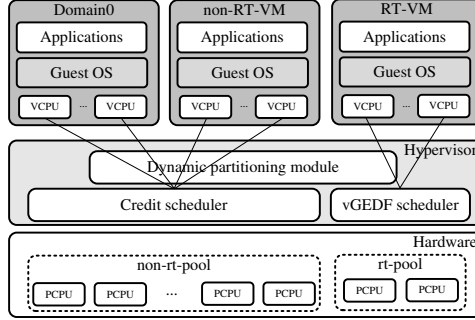 Domain0 non-RT-VM RT-VM
Applications Applications Applications
Guest OS Guest OS Guest OS
VCPU ... VCPU VCPU ... VCPU VCPU ... VCPU
Hypervisor
Dynamic partitioning module
Credit scheduler vGEDF scheduler
Hardware
non-rt-pool rt-pool
PCPU PCPU ... PCPU PCPU PCPU PCPU